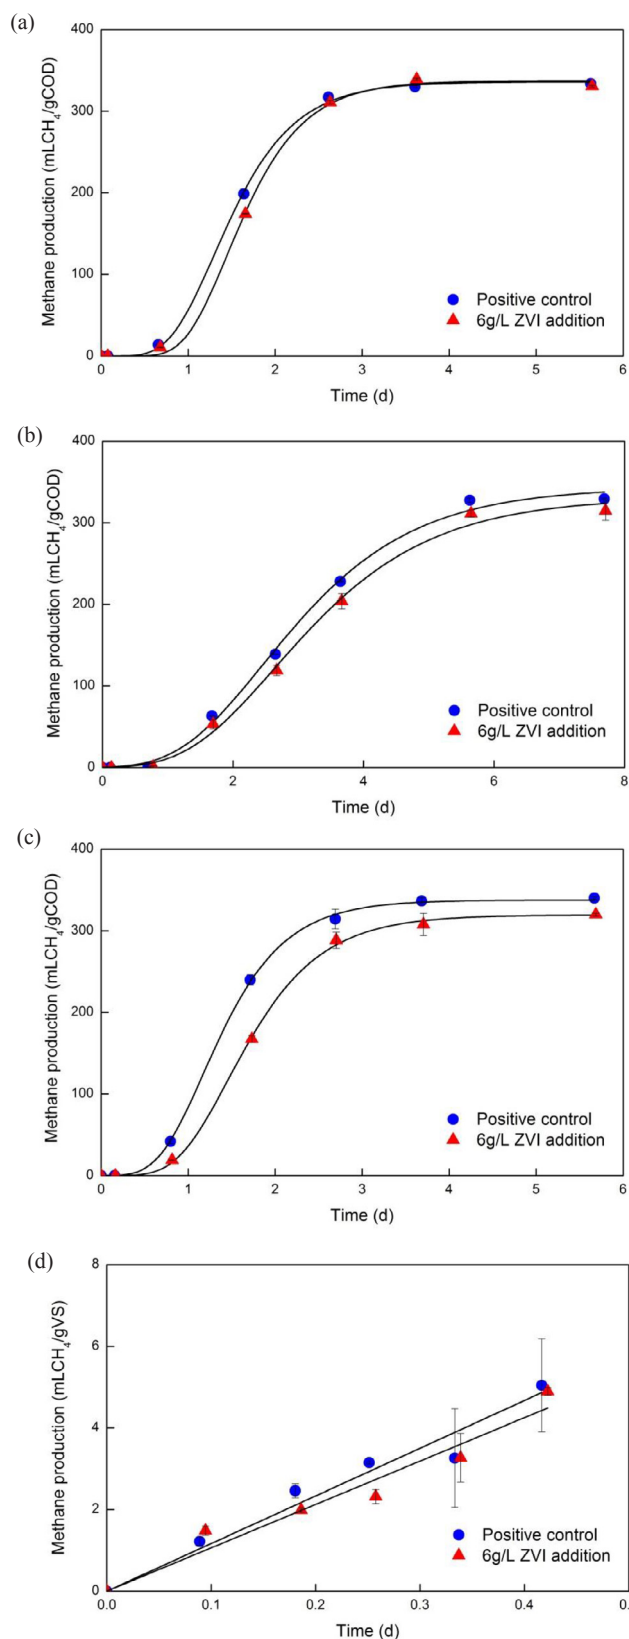 (a)
400
300
200
100
0
Methane production (mLCH4/gCOD)
Positive control
6g/L ZVI addition
0 1 2 3 4 5 6
Time (d)
(b)
400
300
200
100
0
Methane production (mLCH4/gCOD)
Positive control
6g/L ZVI addition
0 2 4 6 8
Time (d)
(c)
400
300
200
100
0
Methane production (mLCH4/gCOD)
Positive control
6g/L ZVI addition
0 1 2 3 4 5 6
Time (d)
(d)
8
6
4
2
0
Methane production (mLCH4/gVS)
Positive control
6g/L ZVI addition
0.0 0.1 0.2 0.3 0.4
Time (d)